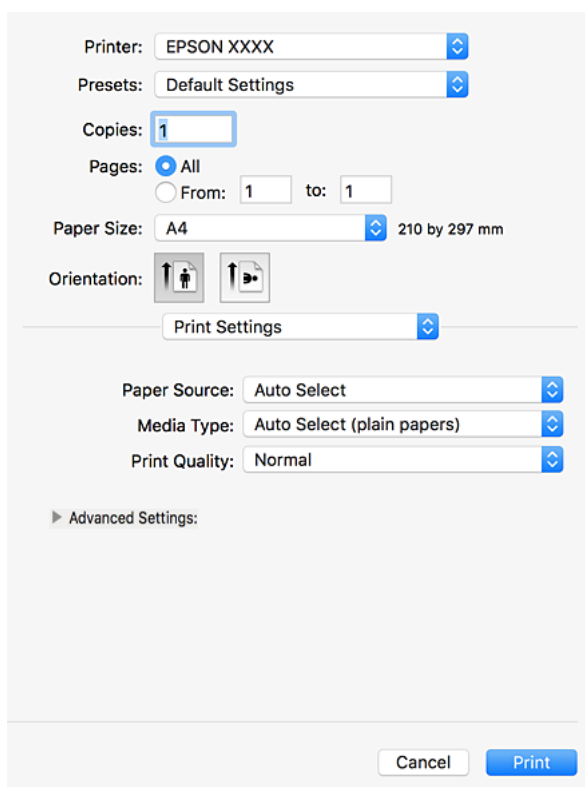 Printer: EPSON XXXX
Presets: Default Settings
Copies: 1
Pages: All
From: 1 to: 1
Paper Size: A4 210 by 297 mm
Orientation:
Print Settings
Paper Source: Auto Select
Media Type: Auto Select (plain papers)
Print Quality: Normal
Advanced Settings:
Cancel Print